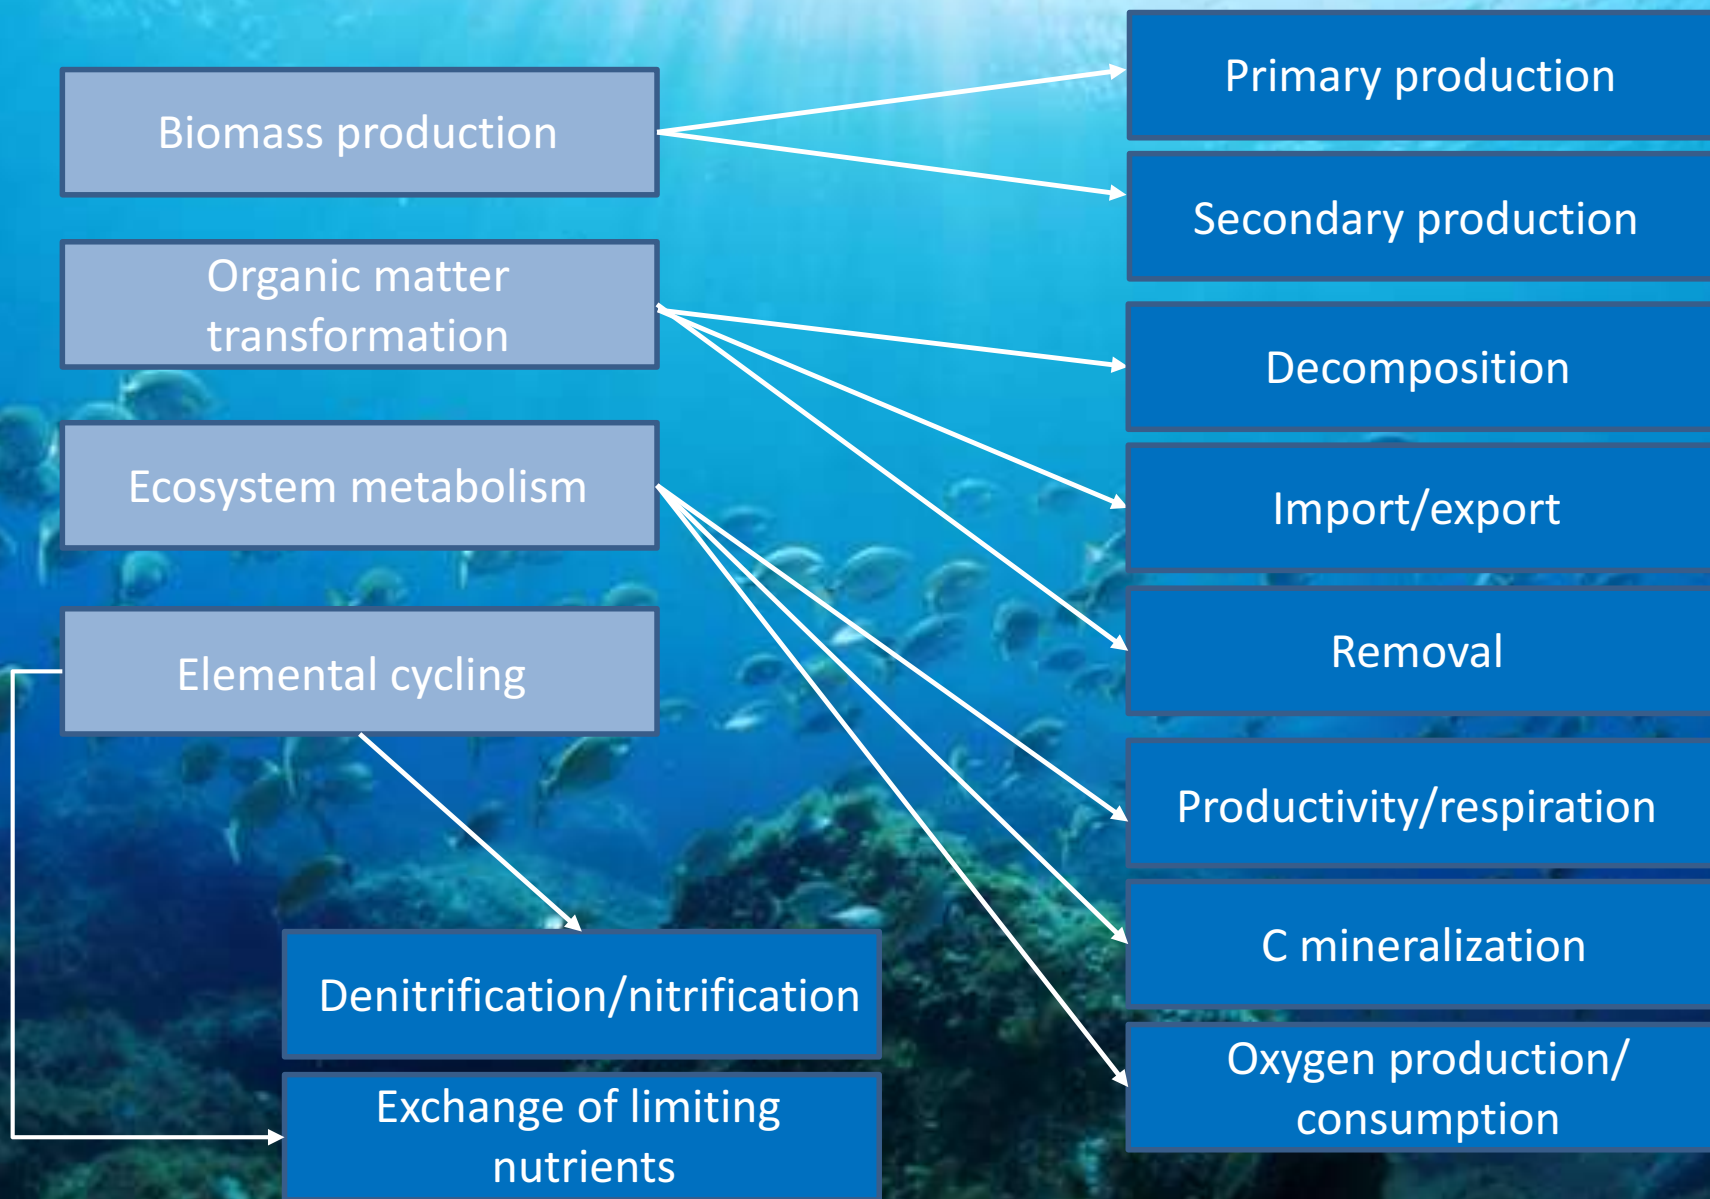 Biomass production
Organic matter
transformation
Ecosystem metabolism
Elemental cycling
Primary production
Secondary production
Decomposition
Import/export
Removal
Productivity/respiration
C mineralization
Oxygen production/
consumption
Denitrification/nitrification
Exchange of limiting
nutrients